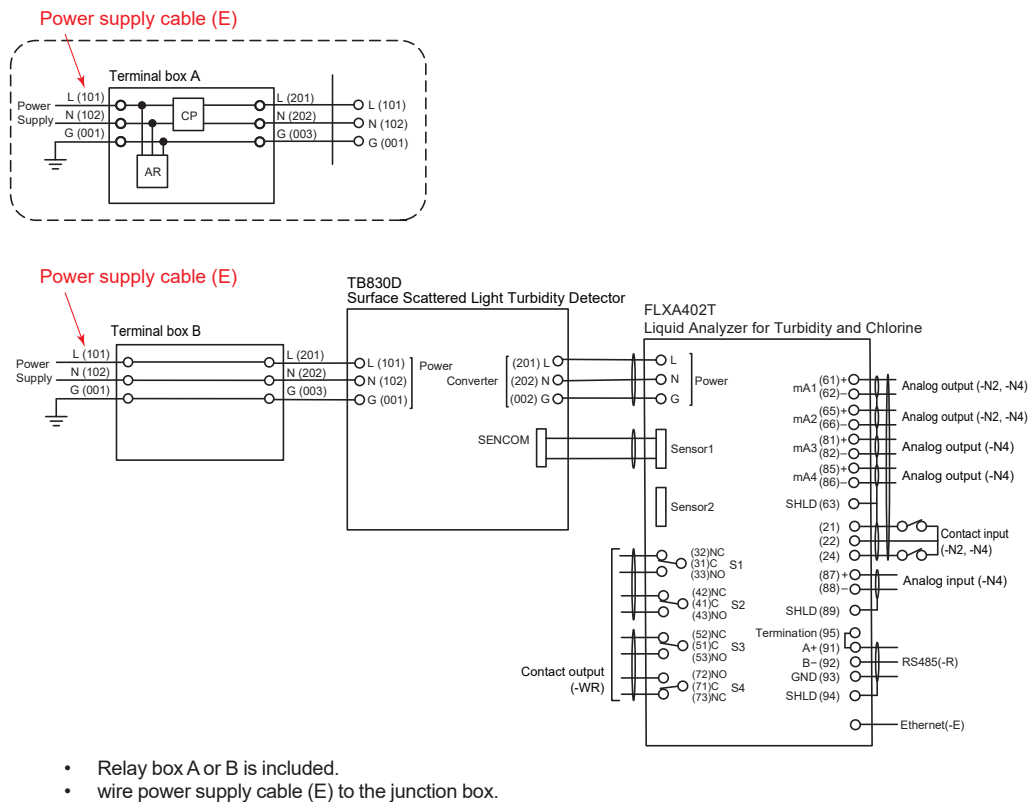 Power supply cable (E)
Terminal box A
Power
Supply
L (101)
N (102)
G (001)
CP
AR
L (201)
N (202)
G (003)
L (101)
N (102)
G (001)
Power supply cable (E)
Terminal box B
Power
Supply
L (101)
N (102)
G (001)
L (201)
N (202)
G (003)
TB830D
Surface Scattered Light Turbidity Detector
L (101)
N (102)
G (001)
Power
Converter
(201) L
(202) N
(002) G
SENCOM
FLXA402T
Liquid Analyzer for Turbidity and Chlorine
L
N
G
Power
Sensor1
Sensor2
mA1 (61)+
(62)−
Analog output (-N2, -N4)
mA2 (65)+
(66)−
Analog output (-N2, -N4)
mA3 (81)+
(82)−
Analog output (-N4)
mA4 (85)+
(86)−
Analog output (-N4)
SHLD (63)
(21)
(22)
(24)
Contact input
(-N2, -N4)
(87)+
(88)−
Analog input (-N4)
SHLD (89)
Termination (95)
A+ (91)
B− (92)
GND (93)
SHLD (94)
RS485(-R)
Ethernet(-E)
Contact output
(-WR)
(32)NC
(31)C S1
(33)NO
(42)NC
(41)C S2
(43)NO
(52)NC
(51)C S3
(53)NO
(72)NO
(71)C S4
(73)NC
• Relay box A or B is included.
• wire power supply cable (E) to the junction box.